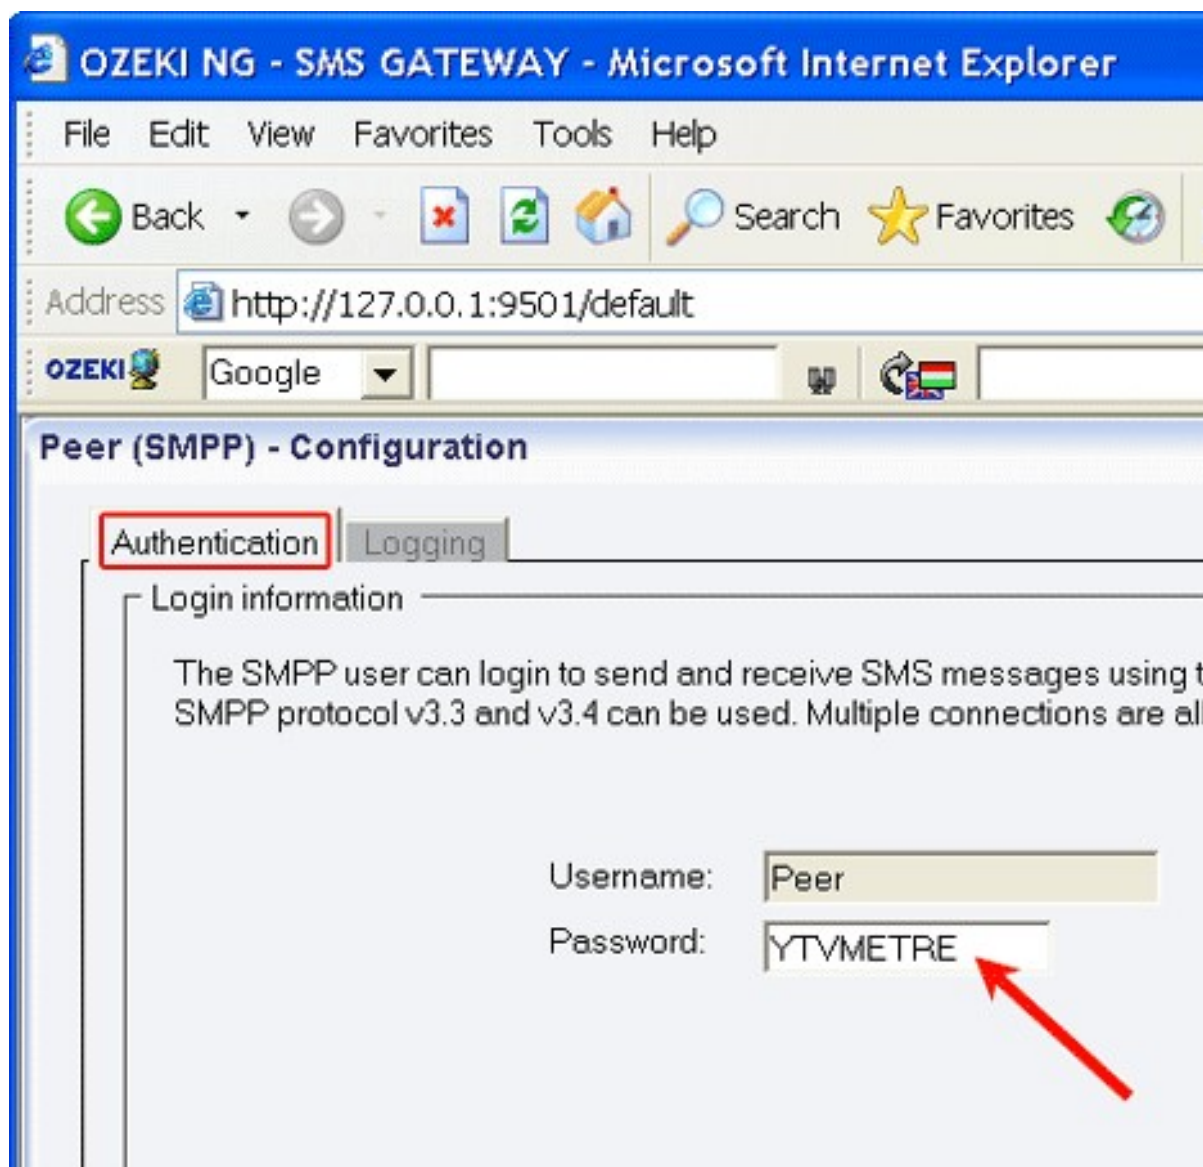 OZEKI NG - SMS GATEWAY - Microsoft Internet Explorer
File Edit View Favorites Tools Help
Back Search Favorites
Address http://127.0.0.1:9501/default
OZEKI Google
Peer (SMPP) - Configuration
Authentication Logging
Login information
The SMPP user can login to send and receive SMS messages using t
SMPP protocol v3.3 and v3.4 can be used. Multiple connections are all
Username: Peer
Password: YTVMETRE